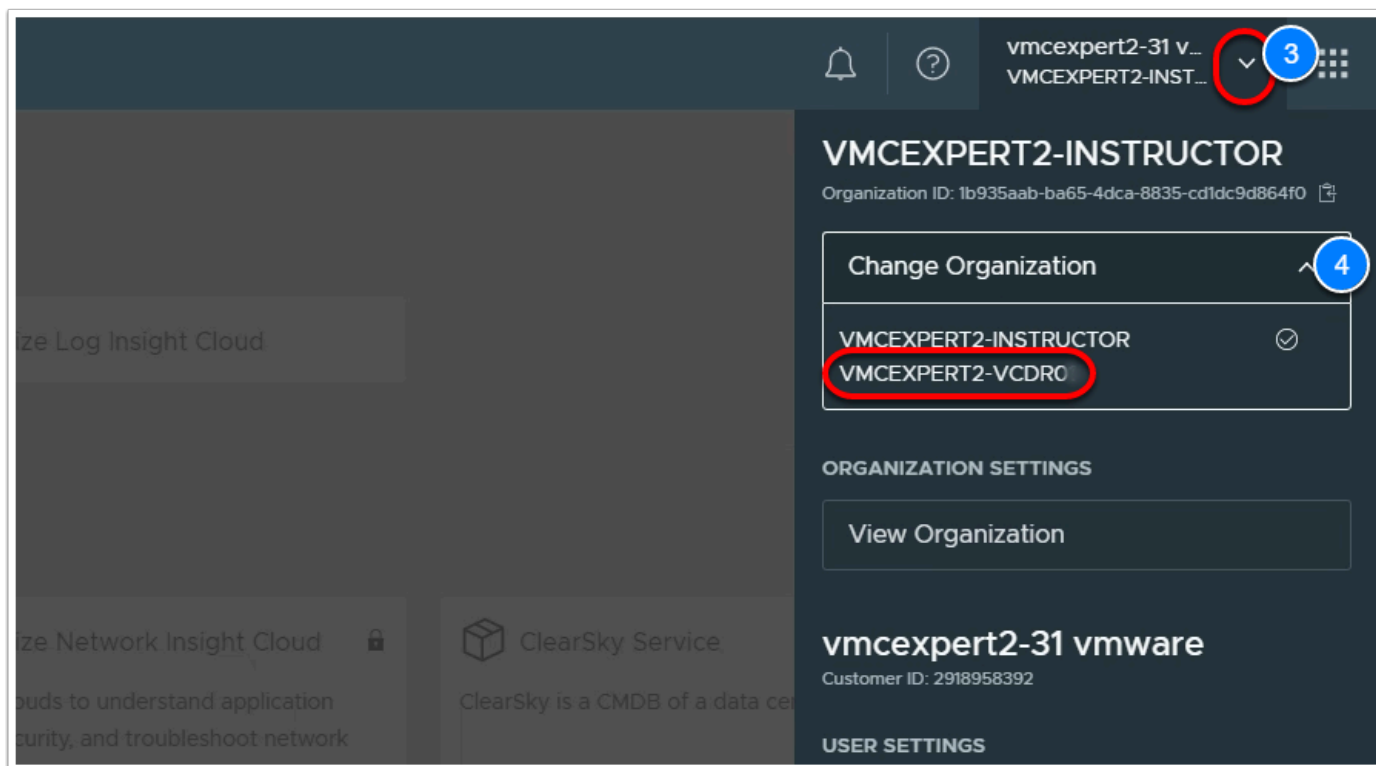 vmcexpert2-31 v...
VMCEXPERT2-INST...
3
VMCEXPERT2-INSTRUCTOR
Organization ID: 1b935aab-ba65-4dca-8835-cd1dc9d864f0
Change Organization
4
VMCEXPERT2-INSTRUCTOR
VMCEXPERT2-VCDR0
ize Log Insight Cloud
ORGANIZATION SETTINGS
View Organization
ize Network Insight Cloud
ouds to understand application
curity, and troubleshoot network
ClearSky Service
ClearSky is a CMDB of a data cen
vmcexpert2-31 vmware
Customer ID: 2918958392
USER SETTINGS